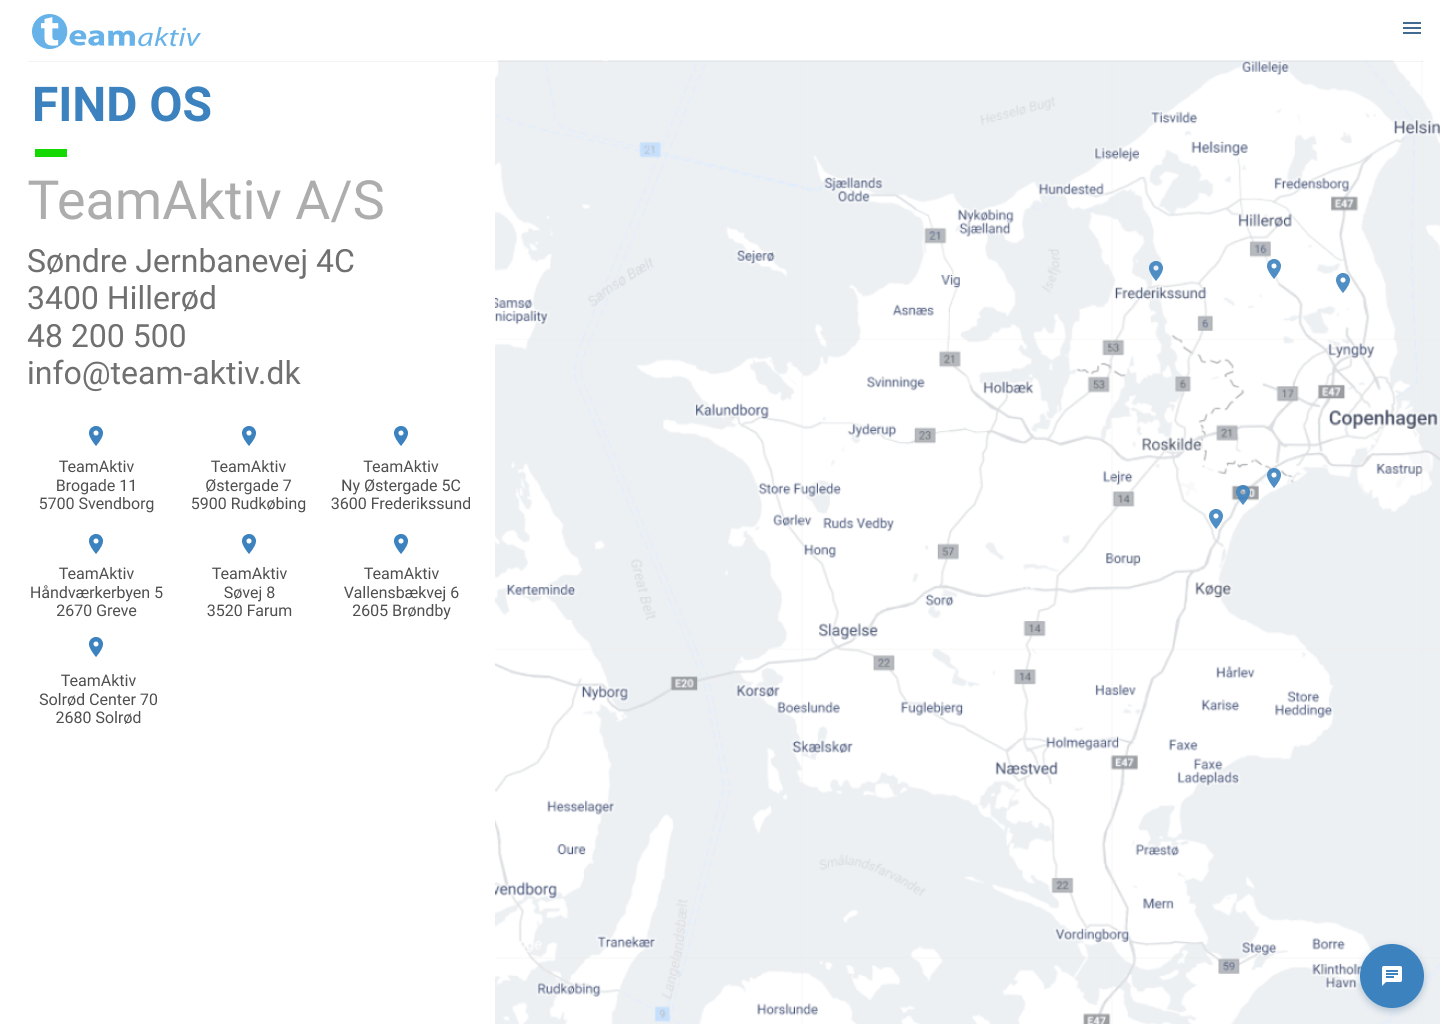 teamaktiv
FIND OS
TeamAktiv A/S
Søndre Jernbanevej 4C
3400 Hillerød
48 200 500
info@team-aktiv.dk
TeamAktiv
Brogade 11
5700 Svendborg
TeamAktiv
Østergade 7
5900 Rudkøbing
TeamAktiv
Ny Østergade 5C
3600 Frederikssund
TeamAktiv
Håndværkerbyen 5
2670 Greve
TeamAktiv
Søvej 8
3520 Farum
TeamAktiv
Vallensbækvej 6
2605 Brøndby
TeamAktiv
Solrød Center 70
2680 Solrød
Gilleleje
Hesselø Bugt
Tisvilde
Helsin
21
Liseleje
Helsinge
Sjællands
Odde
Hundested
Fredensborg
E47
Nykøbing
Sjælland
Hillerød
21
16
Sejerø
Samsø Bælt
Isefjord
Vig
Frederikssund
Samsø
nicipality
Asnæs
6
53
Lyngby
21
Svinninge
Holbæk
53
6
17
E47
Kalundborg
Copenhagen
Jyderup
23
21
Roskilde
Kastrup
Lejre
Store Fuglede
14
Gørlev
Ruds Vedby
Hong
57
Borup
Great Belt
Kerteminde
Sorø
Køge
Slagelse
14
22
Hårlev
14
E20
Nyborg
Korsør
Haslev
Boeslunde
Fuglebjerg
Karise
Store
Heddinge
Skælskør
Holmegaard
Faxe
E47
Næstved
Faxe
Ladeplads
Hesselager
Oure
Præstø
Smålandsfarvandet
vendborg
22
Mern
Langelandsbælt
Tranekær
Vordingborg
Stege
Borre
59
Klintholm
Havn
Rudkøbing
9
Horslunde
E47